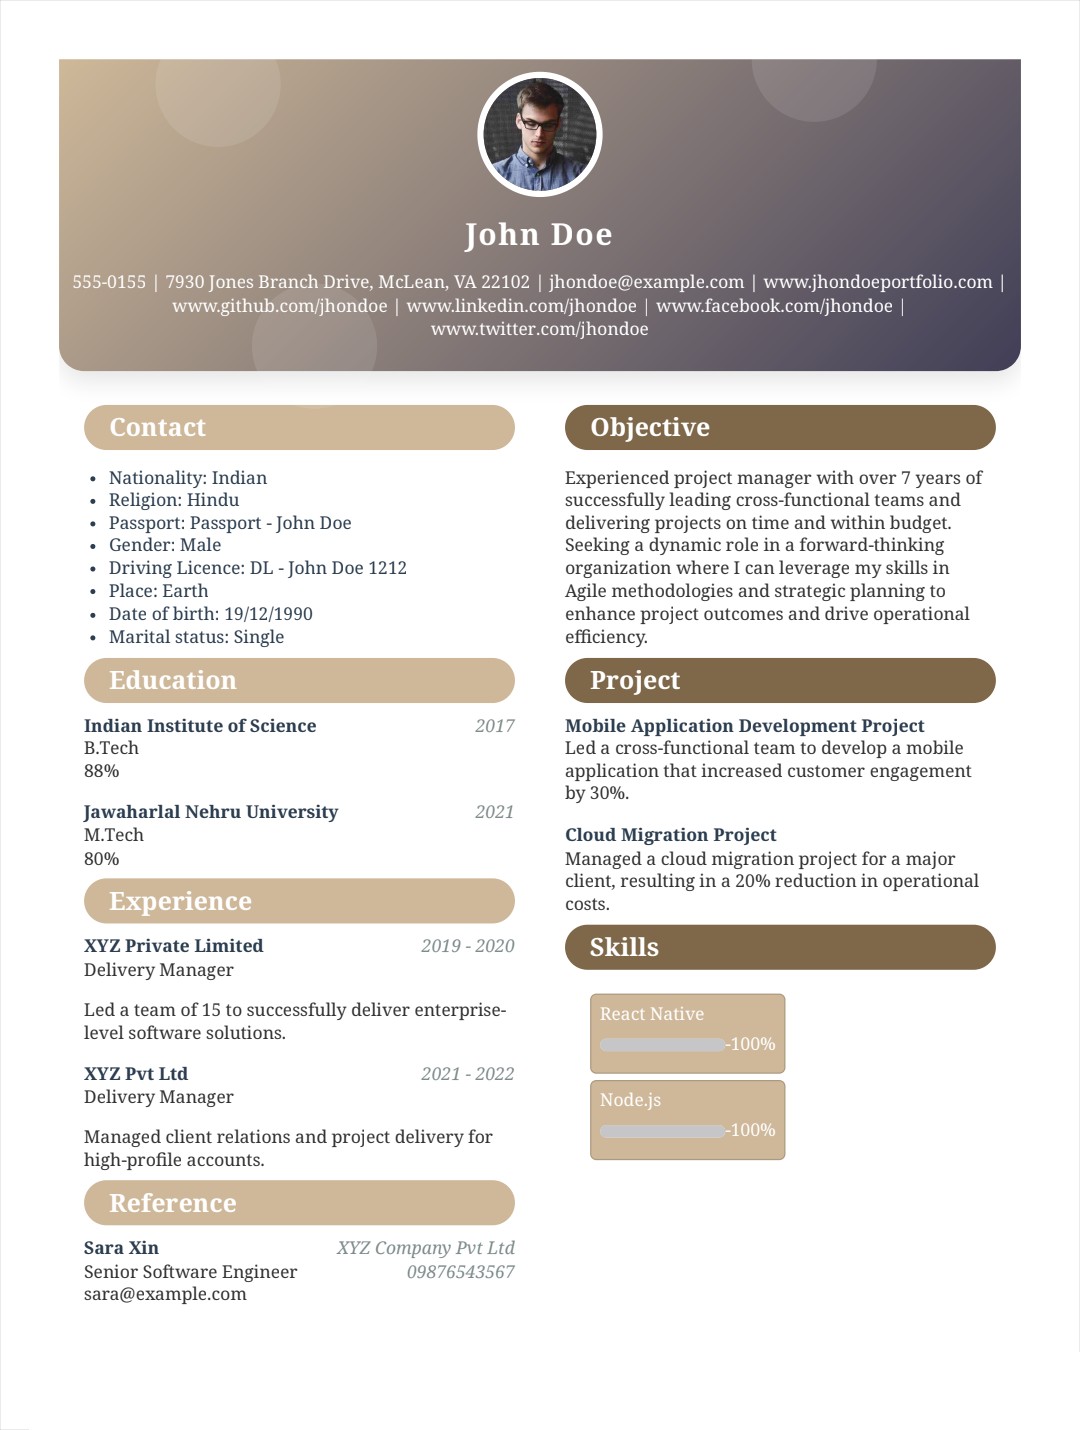 John Doe
555-0155 | 7930 Jones Branch Drive, McLean, VA 22102 | jhondoe@example.com | www.jhondoeportfolio.com |
www.github.com/jhondoe | www.linkedin.com/jhondoe | www.facebook.com/jhondoe |
www.twitter.com/jhondoe
Contact
• Nationality: Indian
• Religion: Hindu
• Passport: Passport - John Doe
• Gender: Male
• Driving Licence: DL - John Doe 1212
• Place: Earth
• Date of birth: 19/12/1990
• Marital status: Single
Education
Indian Institute of Science 2017
B.Tech
88%
Jawaharlal Nehru University 2021
M.Tech
80%
Experience
XYZ Private Limited 2019 - 2020
Delivery Manager
Led a team of 15 to successfully deliver enterprise-
level software solutions.
XYZ Pvt Ltd 2021 - 2022
Delivery Manager
Managed client relations and project delivery for
high-profile accounts.
Reference
Sara Xin XYZ Company Pvt Ltd
Senior Software Engineer 09876543567
sara@example.com
Objective
Experienced project manager with over 7 years of
successfully leading cross-functional teams and
delivering projects on time and within budget.
Seeking a dynamic role in a forward-thinking
organization where I can leverage my skills in
Agile methodologies and strategic planning to
enhance project outcomes and drive operational
efficiency.
Project
Mobile Application Development Project
Led a cross-functional team to develop a mobile
application that increased customer engagement
by 30%.
Cloud Migration Project
Managed a cloud migration project for a major
client, resulting in a 20% reduction in operational
costs.
Skills
React Native
-100%
Node.js
-100%